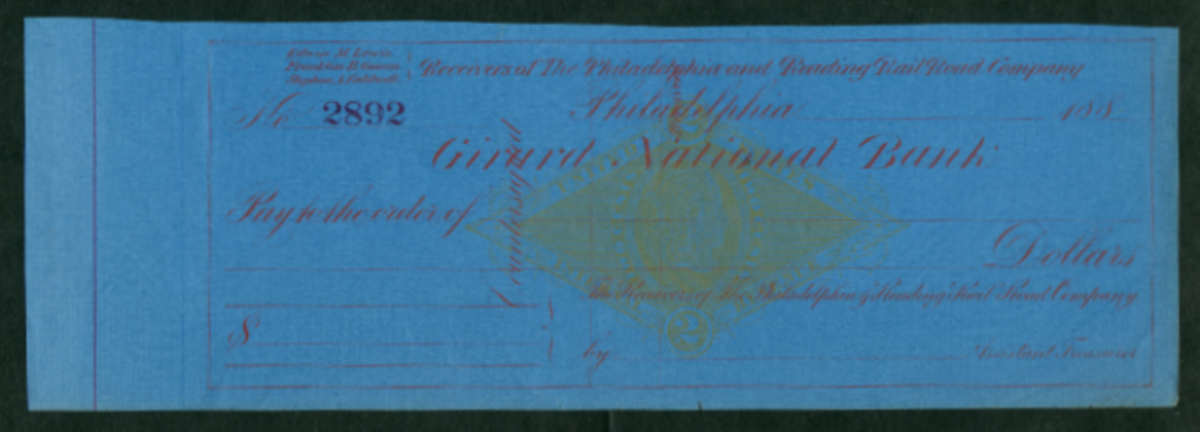 Edwin M. Lewis,
Franklin B. Gowen,
Stephen A. Caldwell,
Receivers of The Philadelphia and Reading Rail Road Company
No. 2892
Philadelphia 188
Girard National Bank
Pay to the order of
Dollars
Countersigned
The Receivers of The Philadelphia & Reading Rail Road Company
$
by Assistant Treasurer